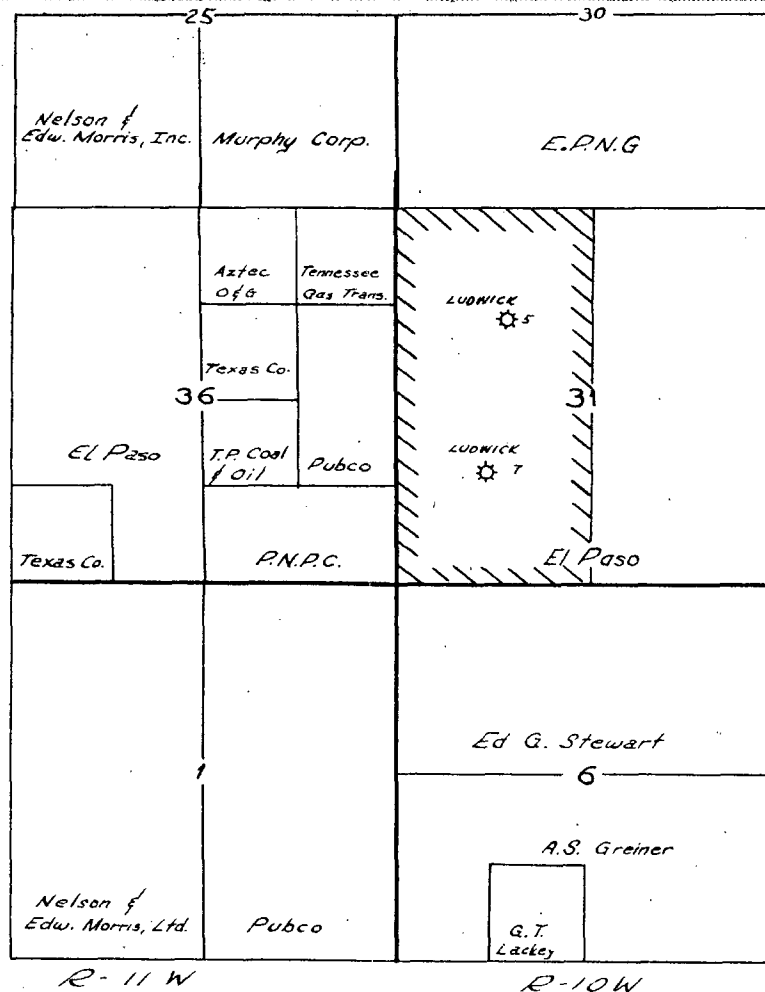 25
30
Nelson &
Edw. Morris, Inc.
Murphy Corp.
E.P.N.G
Aztec
O&G
Tennessee
Gas Trans.
LUDWICK
5
Texas Co.
36
31
El Paso
T.P. Coal
& Oil
Pubco
LUDWICK
7
Texas Co.
P.N.P.C.
El Paso
Ed G. Stewart
1
6
A.S. Greiner
Nelson &
Edw. Morris, Ltd.
Pubco
G.T.
Lackey
R-11 W
R-10W